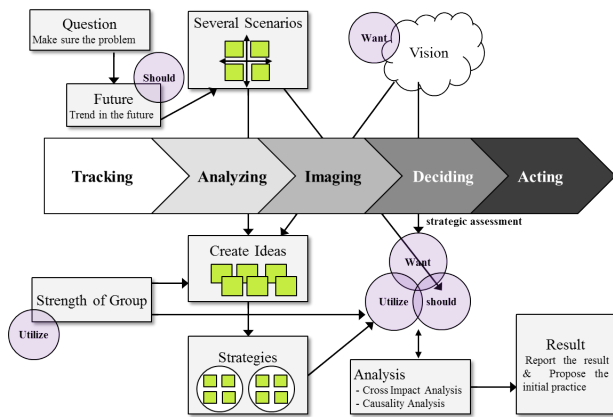 Question
Make sure the problem
Should
Future
Trend in the future
Several Scenarios
Want
Vision
Tracking
Analyzing
Imaging
Deciding
Acting
strategic assessment
Create Ideas
Want
Utilize
should
Strength of Group
Utilize
Strategies
Analysis
- Cross Impact Analysis
- Causality Analysis
Result
Report the result
& Propose the
initial practice